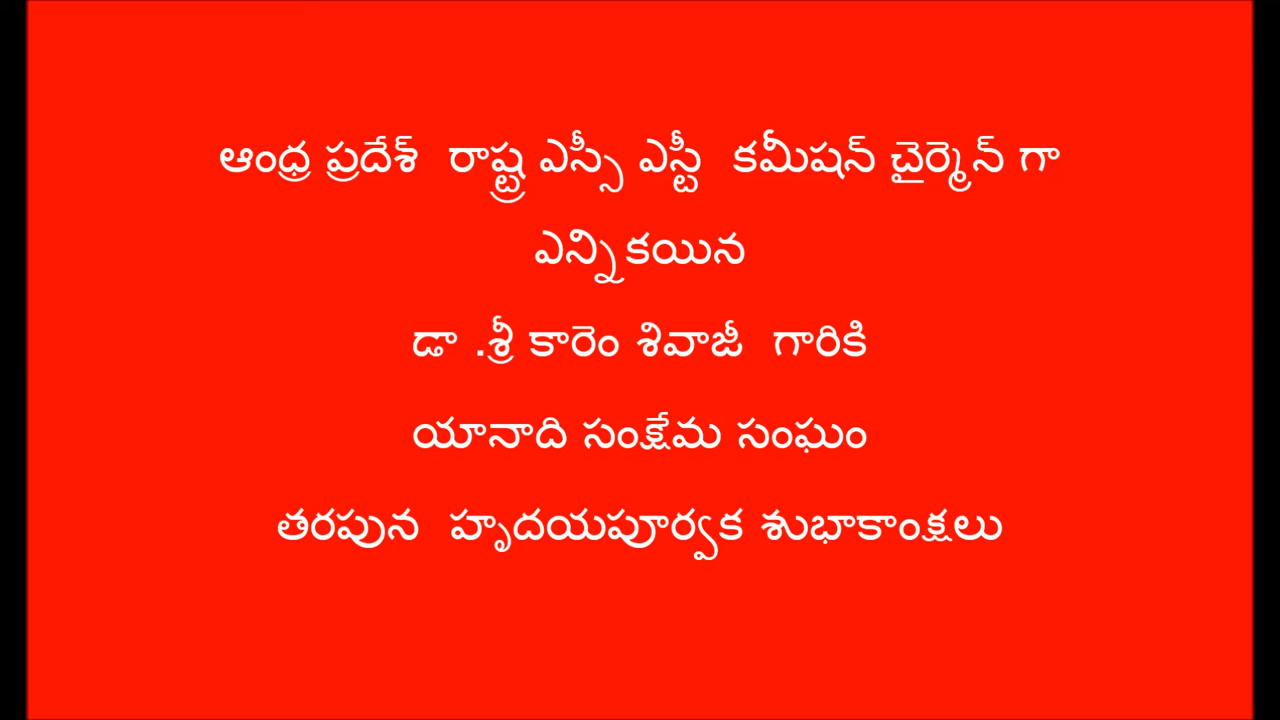 ఆంధ్ర ప్రదేశ్ రాష్ట్ర ఎస్సీ ఎస్టీ కమీషన్ చైర్మెన్ గా
ఎన్నికయిన
డా .శ్రీ కారెం శివాజీ గారికి
యానాది సంక్షేమ సంఘం
తరపున హృదయపూర్వక శుభాకాంక్షలు